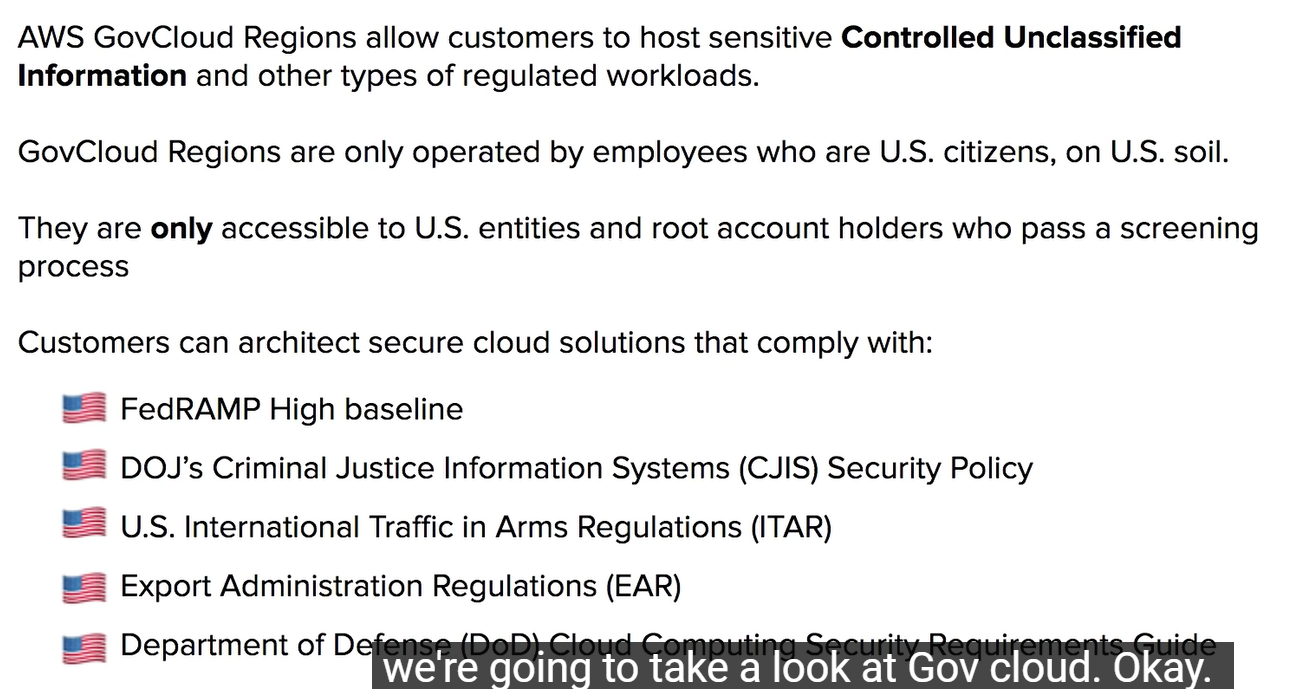 AWS GovCloud Regions allow customers to host sensitive Controlled Unclassified
Information and other types of regulated workloads.
GovCloud Regions are only operated by employees who are U.S. citizens, on U.S. soil.
They are only accessible to U.S. entities and root account holders who pass a screening
process
Customers can architect secure cloud solutions that comply with:
FedRAMP High baseline
DOJ’s Criminal Justice Information Systems (CJIS) Security Policy
U.S. International Traffic in Arms Regulations (ITAR)
Export Administration Regulations (EAR)
Department of Defense (DoD) Cloud Computing Security Requirements Guide
we're going to take a look at Gov cloud. Okay.